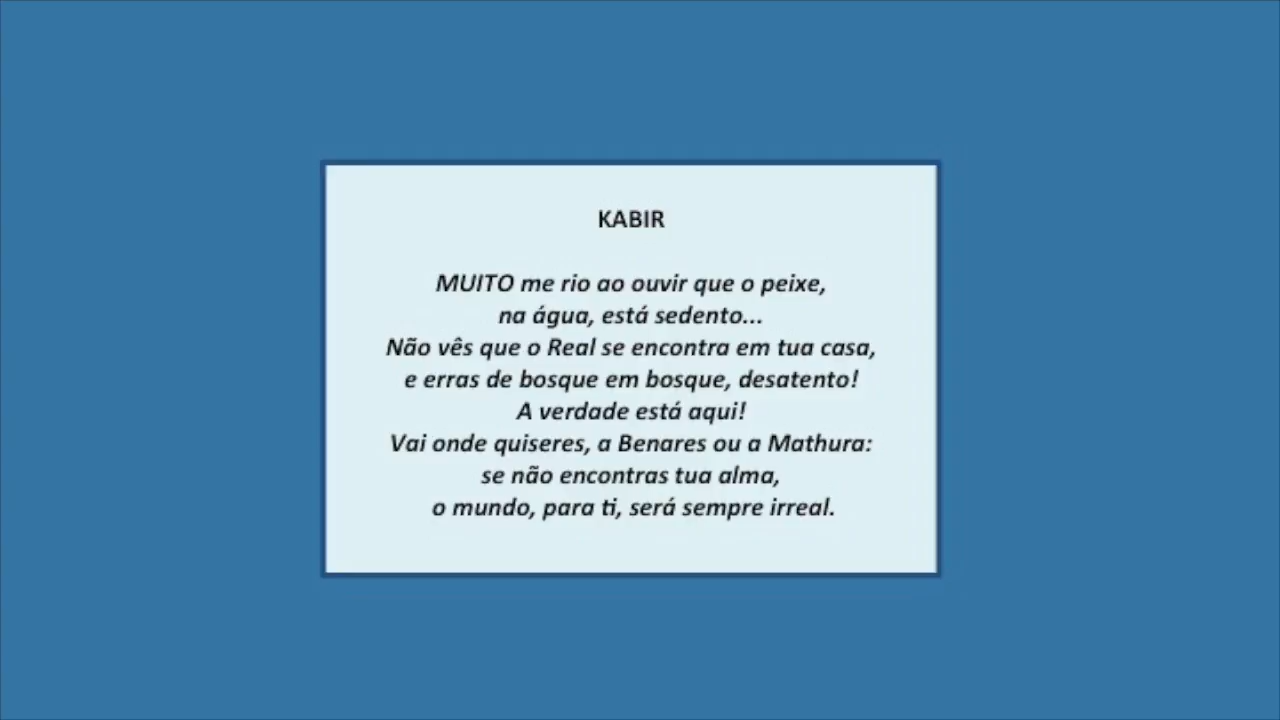 KABIR
MUITO me rio ao ouvir que o peixe,
na água, está sedento...
Não vês que o Real se encontra em tua casa,
e erras de bosque em bosque, desatento!
A verdade está aqui!
Vai onde quiseres, a Benares ou a Mathura:
se não encontras tua alma,
o mundo, para ti, será sempre irreal.